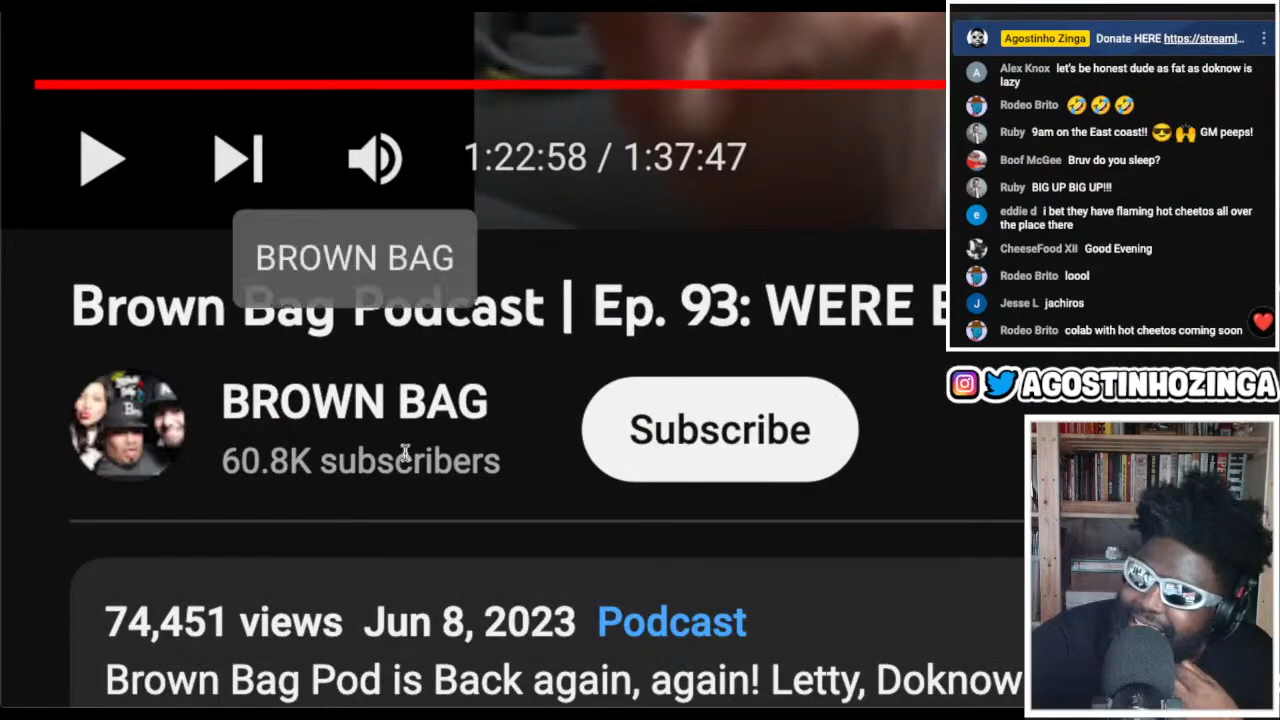 1:22:58 / 1:37:47
BROWN BAG
Brown Bag Podcast | Ep. 93: WERE
BROWN BAG
60.8K subscribers
Subscribe
74,451 views Jun 8, 2023 Podcast
Brown Bag Pod is Back again, again! Letty, Doknow
Agostinho Zinga Donate HERE https://streaml...
Alex Knox let's be honest dude as fat as doknow is
lazy
Rodeo Brito 🤣 🤣 🤣
Ruby 9am on the East coast!! 😎 🙌 GM peeps!
Boof McGee Bruv do you sleep?
Ruby BIG UP BIG UP!!!
eddie d i bet they have flaming hot cheetos all over
the place there
CheeseFood XII Good Evening
Rodeo Brito loool
Jesse L jachiros
Rodeo Brito colab with hot cheetos coming soon
AGOSTINHOZINGA